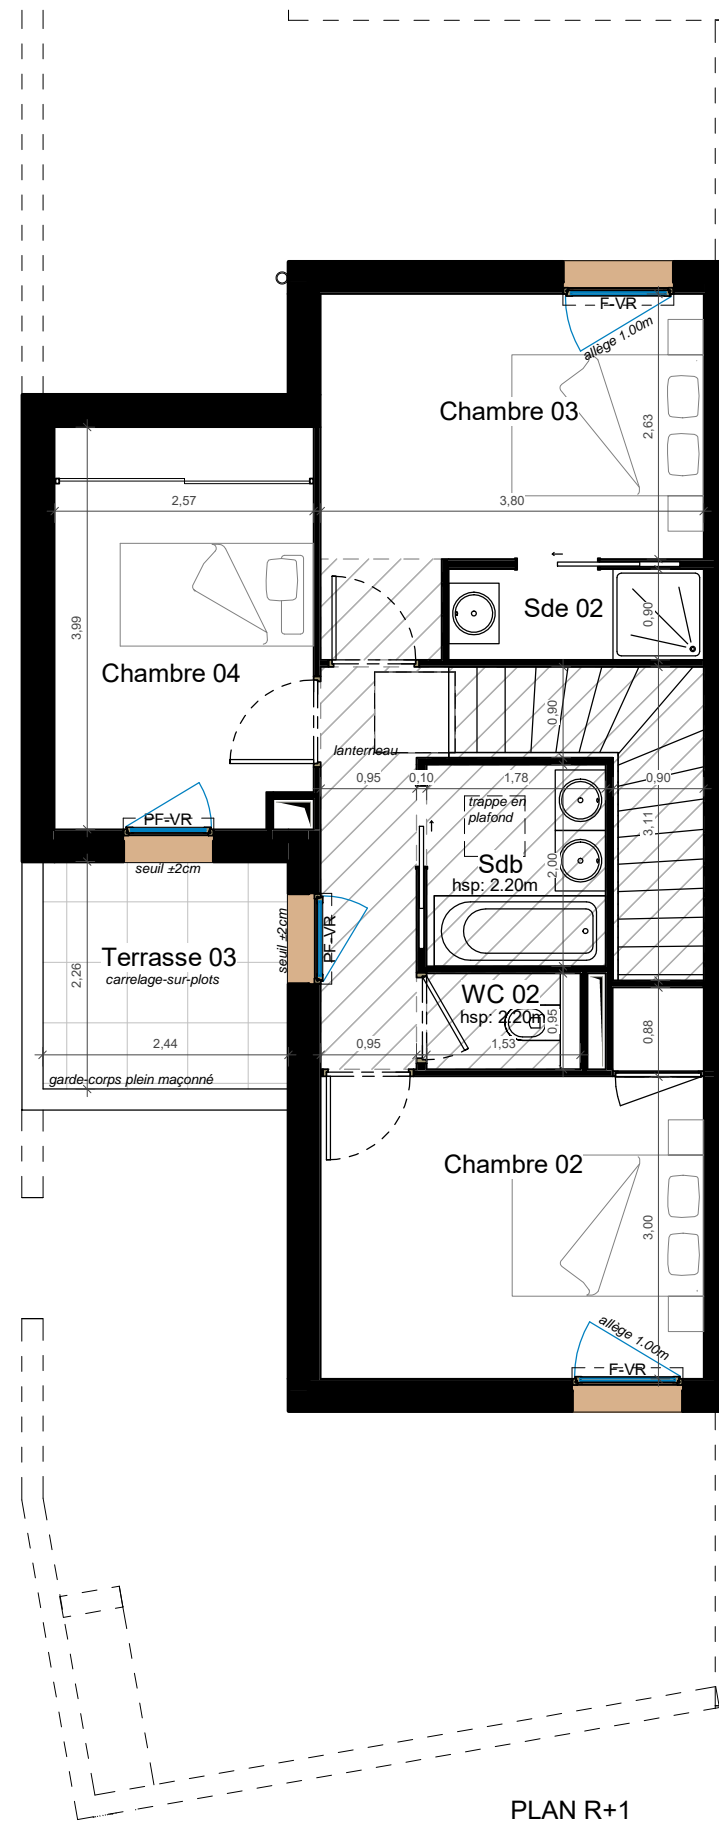 F-VR
allège 1.00m
Chambre 03
2,63
2,57
3,80
3,99
Sde 02
0,90
Chambre 04
0,90
lanterneau
0,95
0,10
1,78
0,90
trappe en
plafond
3,11
PF-VR
seuil ±2cm
Sdb
hsp: 2.20m
2,00
seuil ±2cm
PF-VR
Terrasse 03
carrelage-sur-plots
2,26
WC 02
hsp: 2.20m
0,95
0,88
2,44
0,95
1,53
garde-corps plein maçonné
Chambre 02
3,00
allège 1.00m
F-VR
PLAN R+1